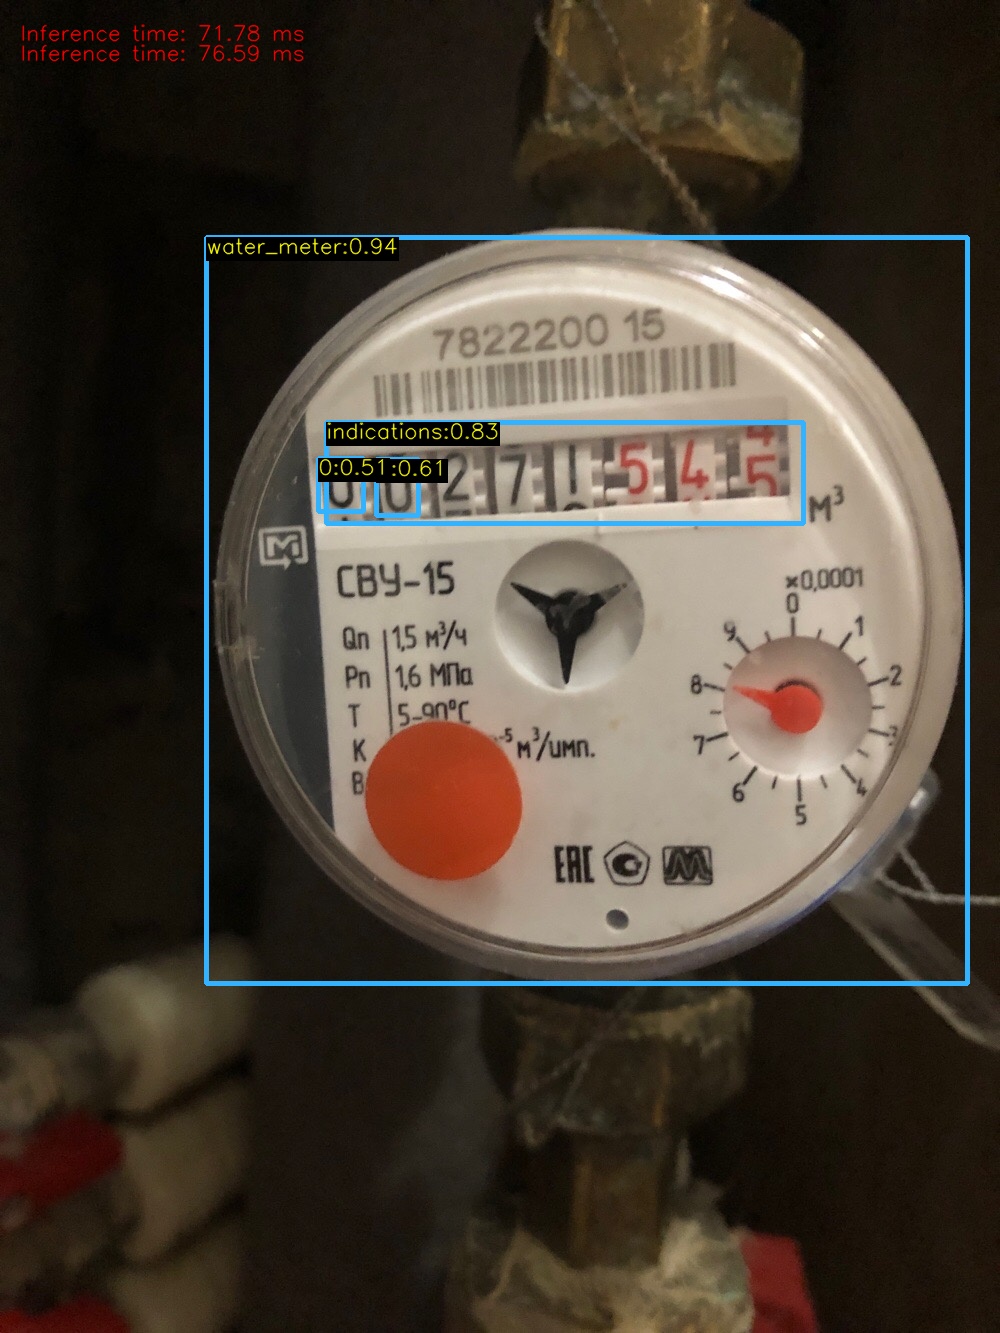 Inference time: 71.78 ms
Inference time: 76.59 ms
water_meter:0.94
7822200 15
indications:0.83
0:0.51:0.61
0 0 2 7 1 5 4 5
м³
СВУ-15
×0,0001
0
1
2
3
4
5
6
7
8
9
Qn 1,5 м³/ч
Pn 1,6 МПа
T 5-90°C
K -5 м³/имп.
B
EAC